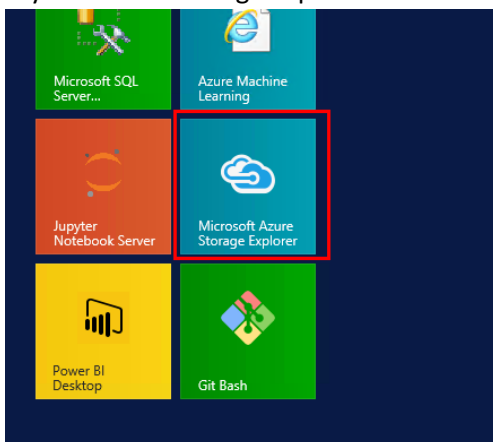 Microsoft SQL
Server...
Azure Machine
Learning
Jupyter
Notebook Server
Microsoft Azure
Storage Explorer
Power BI
Desktop
Git Bash